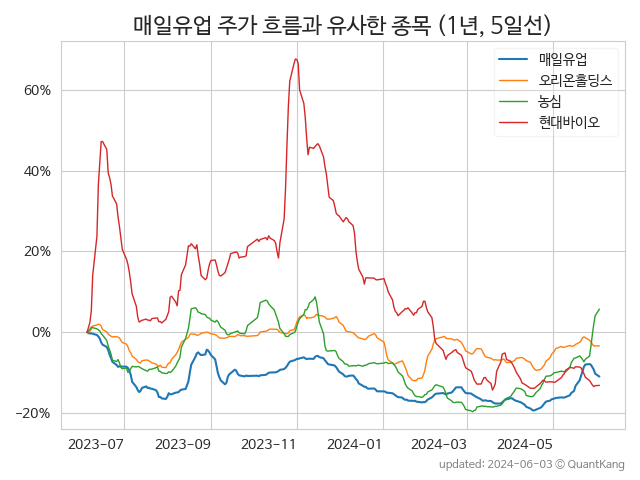 매일유업 주가 흐름과 유사한 종목 (1년, 5일선)
매일유업
오리온홀딩스
농심
현대바이오
60%
40%
20%
0%
−20%
2023-07 2023-09 2023-11 2024-01 2024-03 2024-05
updated: 2024-06-03 ⓒ QuantKang